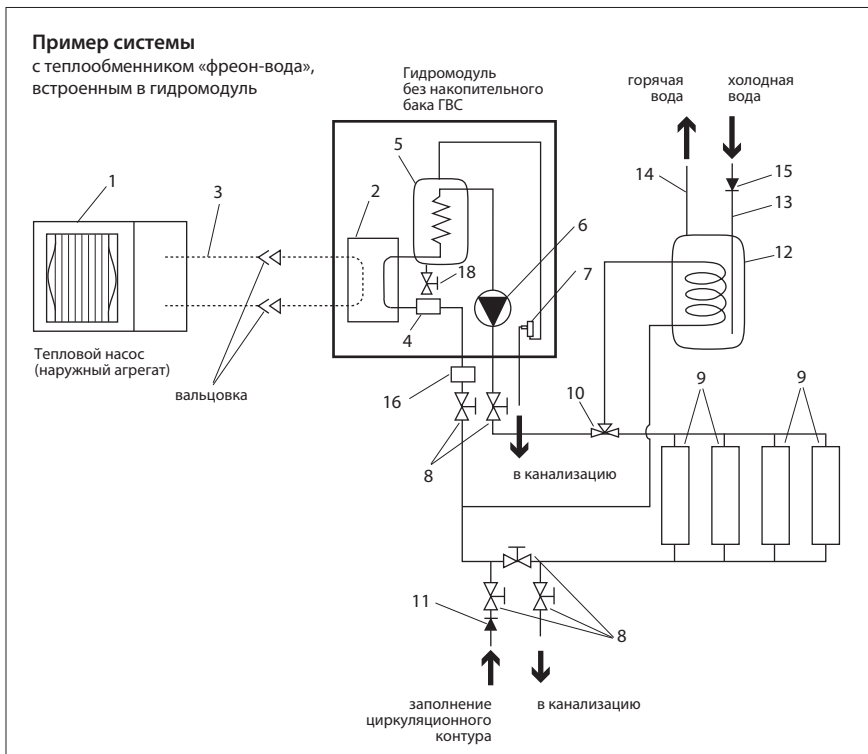 Пример системы
с теплообменником «фреон-вода»,
встроенным в гидромодуль
Гидромодуль
без накопительного
бака ГВС
горячая
вода
холодная
вода
1
3
2
5
6
7
18
4
14
15
13
12
Тепловой насос
(наружный агрегат)
вальцовка
16
8
10
9
9
в канализацию
11
8
заполнение
циркуляционного
контура
в канализацию